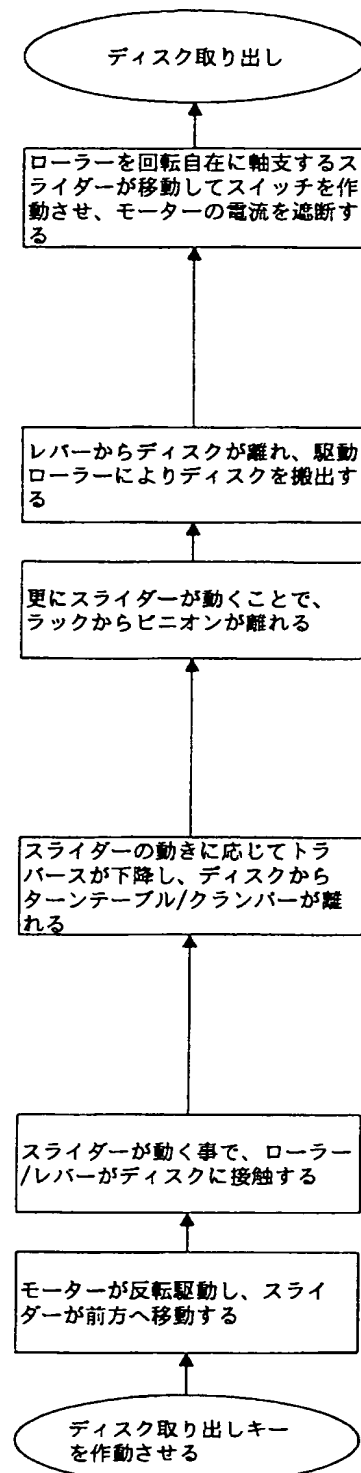 ディスク取り出し
ローラーを回転自在に軸支するス
ライダーが移動してスイッチを作
動させ、モーターの電流を遮断す
る
レバーからディスクが離れ、駆動
ローラーによりディスクを搬出す
る
更にスライダーが動くことで、
ラックからピニオンが離れる
スライダーの動きに応じてトラ
バースが下降し、ディスクから
ターンテーブル/クランパーが離
れる
スライダーが動く事で、ローラー
/レバーがディスクに接触する
モーターが反転駆動し、スライ
ダーが前方へ移動する
ディスク取り出しキー
を作動させる